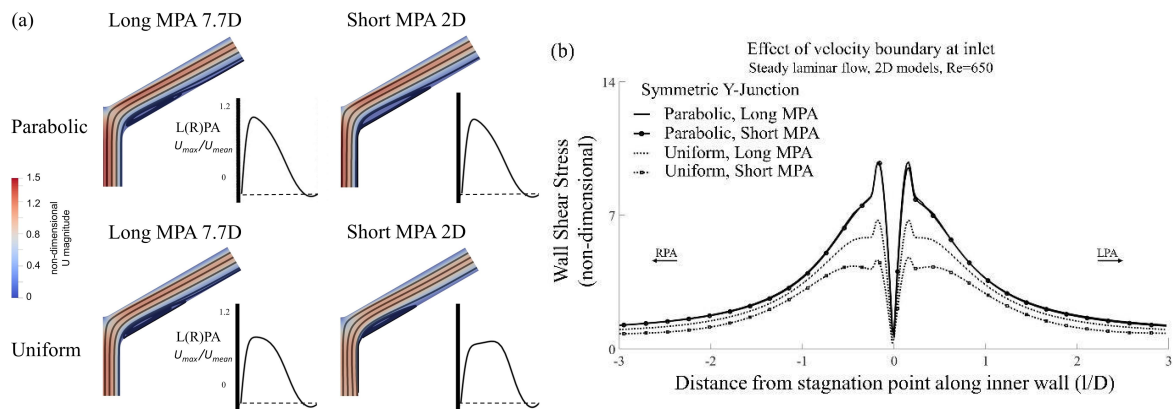 (a)
Long MPA 7.7D
Short MPA 2D
Parabolic
1.2
L(R)PA
Umax/Umean
0
1.2
0
1.5
1.2
0.8
0.4
0
non-dimensional
U magnitude
Long MPA 7.7D
Short MPA 2D
Uniform
1.2
L(R)PA
Umax/Umean
0
1.2
0
(b)
Effect of velocity boundary at inlet
Steady laminar flow, 2D models, Re=650
14
7
0
Wall Shear Stress
(non-dimensional)
Symmetric Y-Junction
Parabolic, Long MPA
Parabolic, Short MPA
Uniform, Long MPA
Uniform, Short MPA
RPA
LPA
-3
-2
-1
0
1
2
3
Distance from stagnation point along inner wall (l/D)